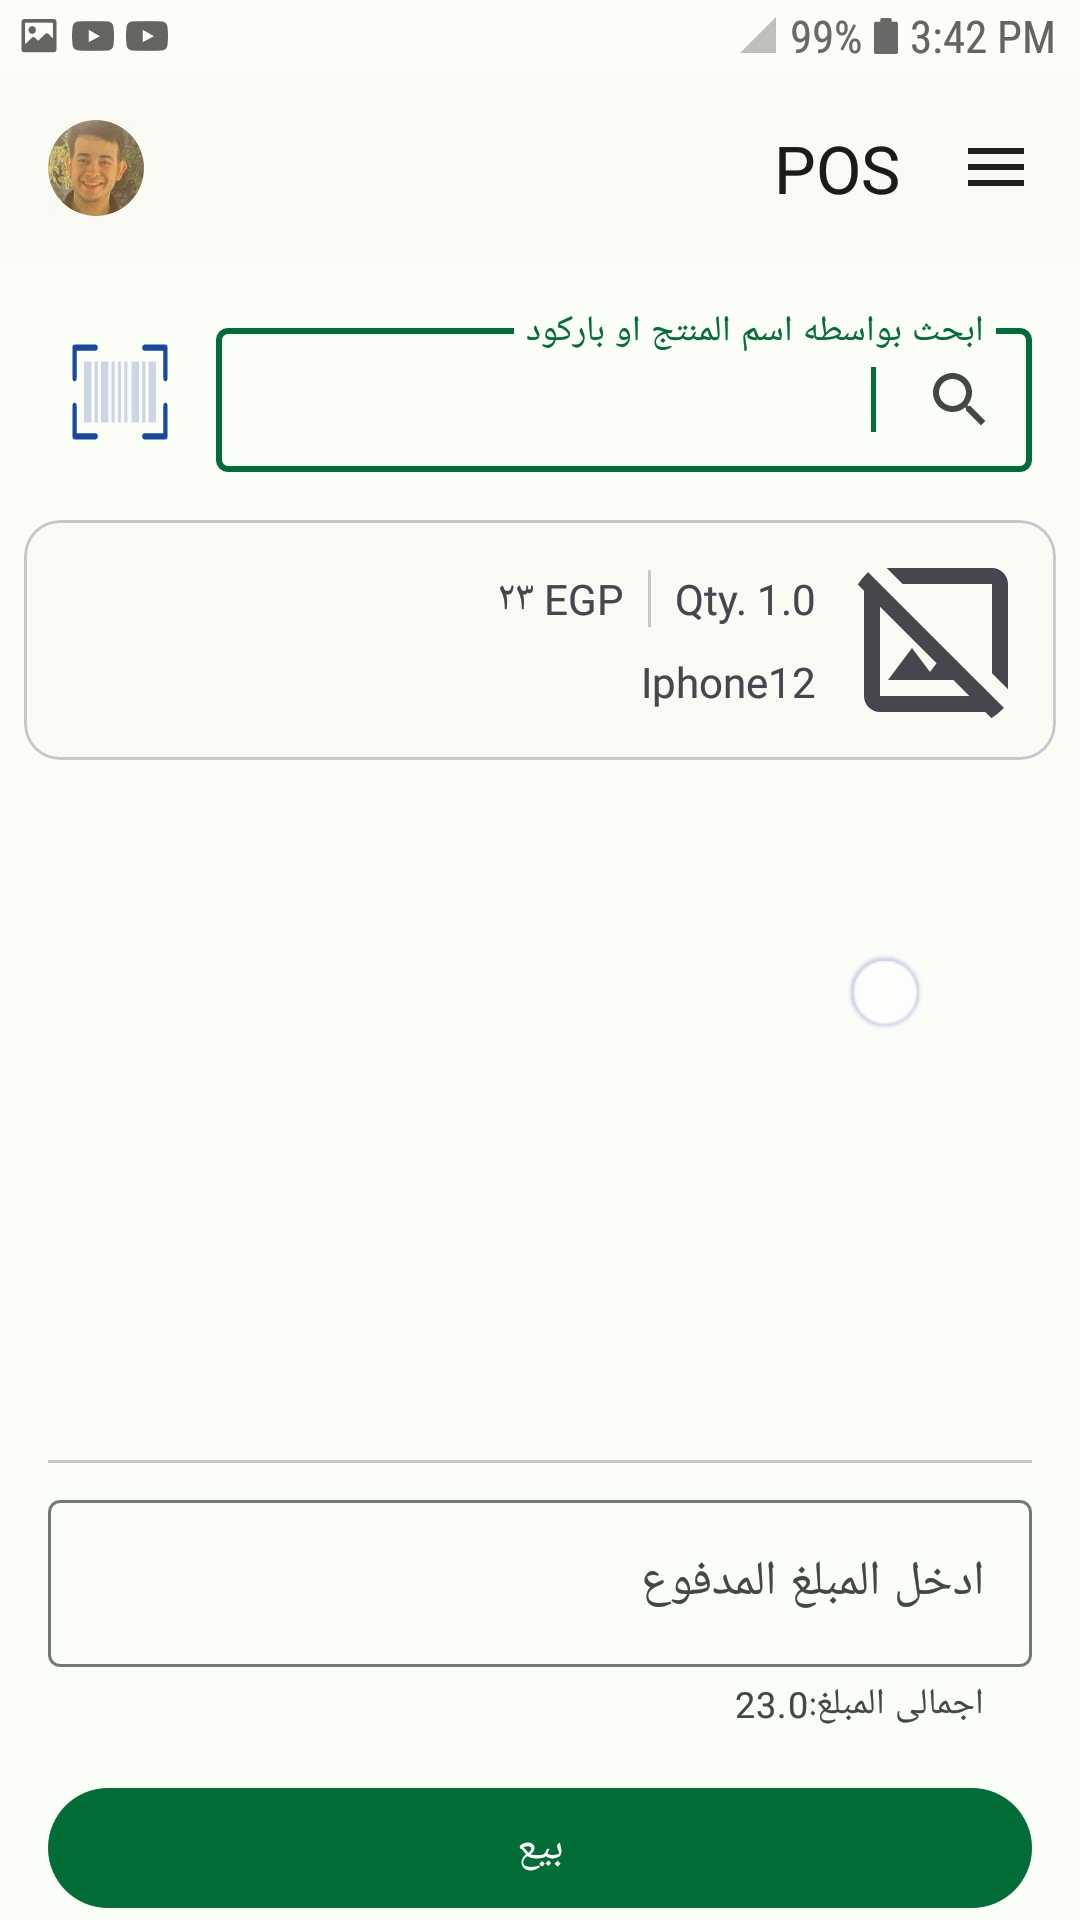 99% 3:42 PM
POS
ابحث بواسطه اسم المنتج او باركود
Qty. 1.0
٢٣ EGP
Iphone12
ادخل المبلغ المدفوع
اجمالى المبلغ:23.0
بيع